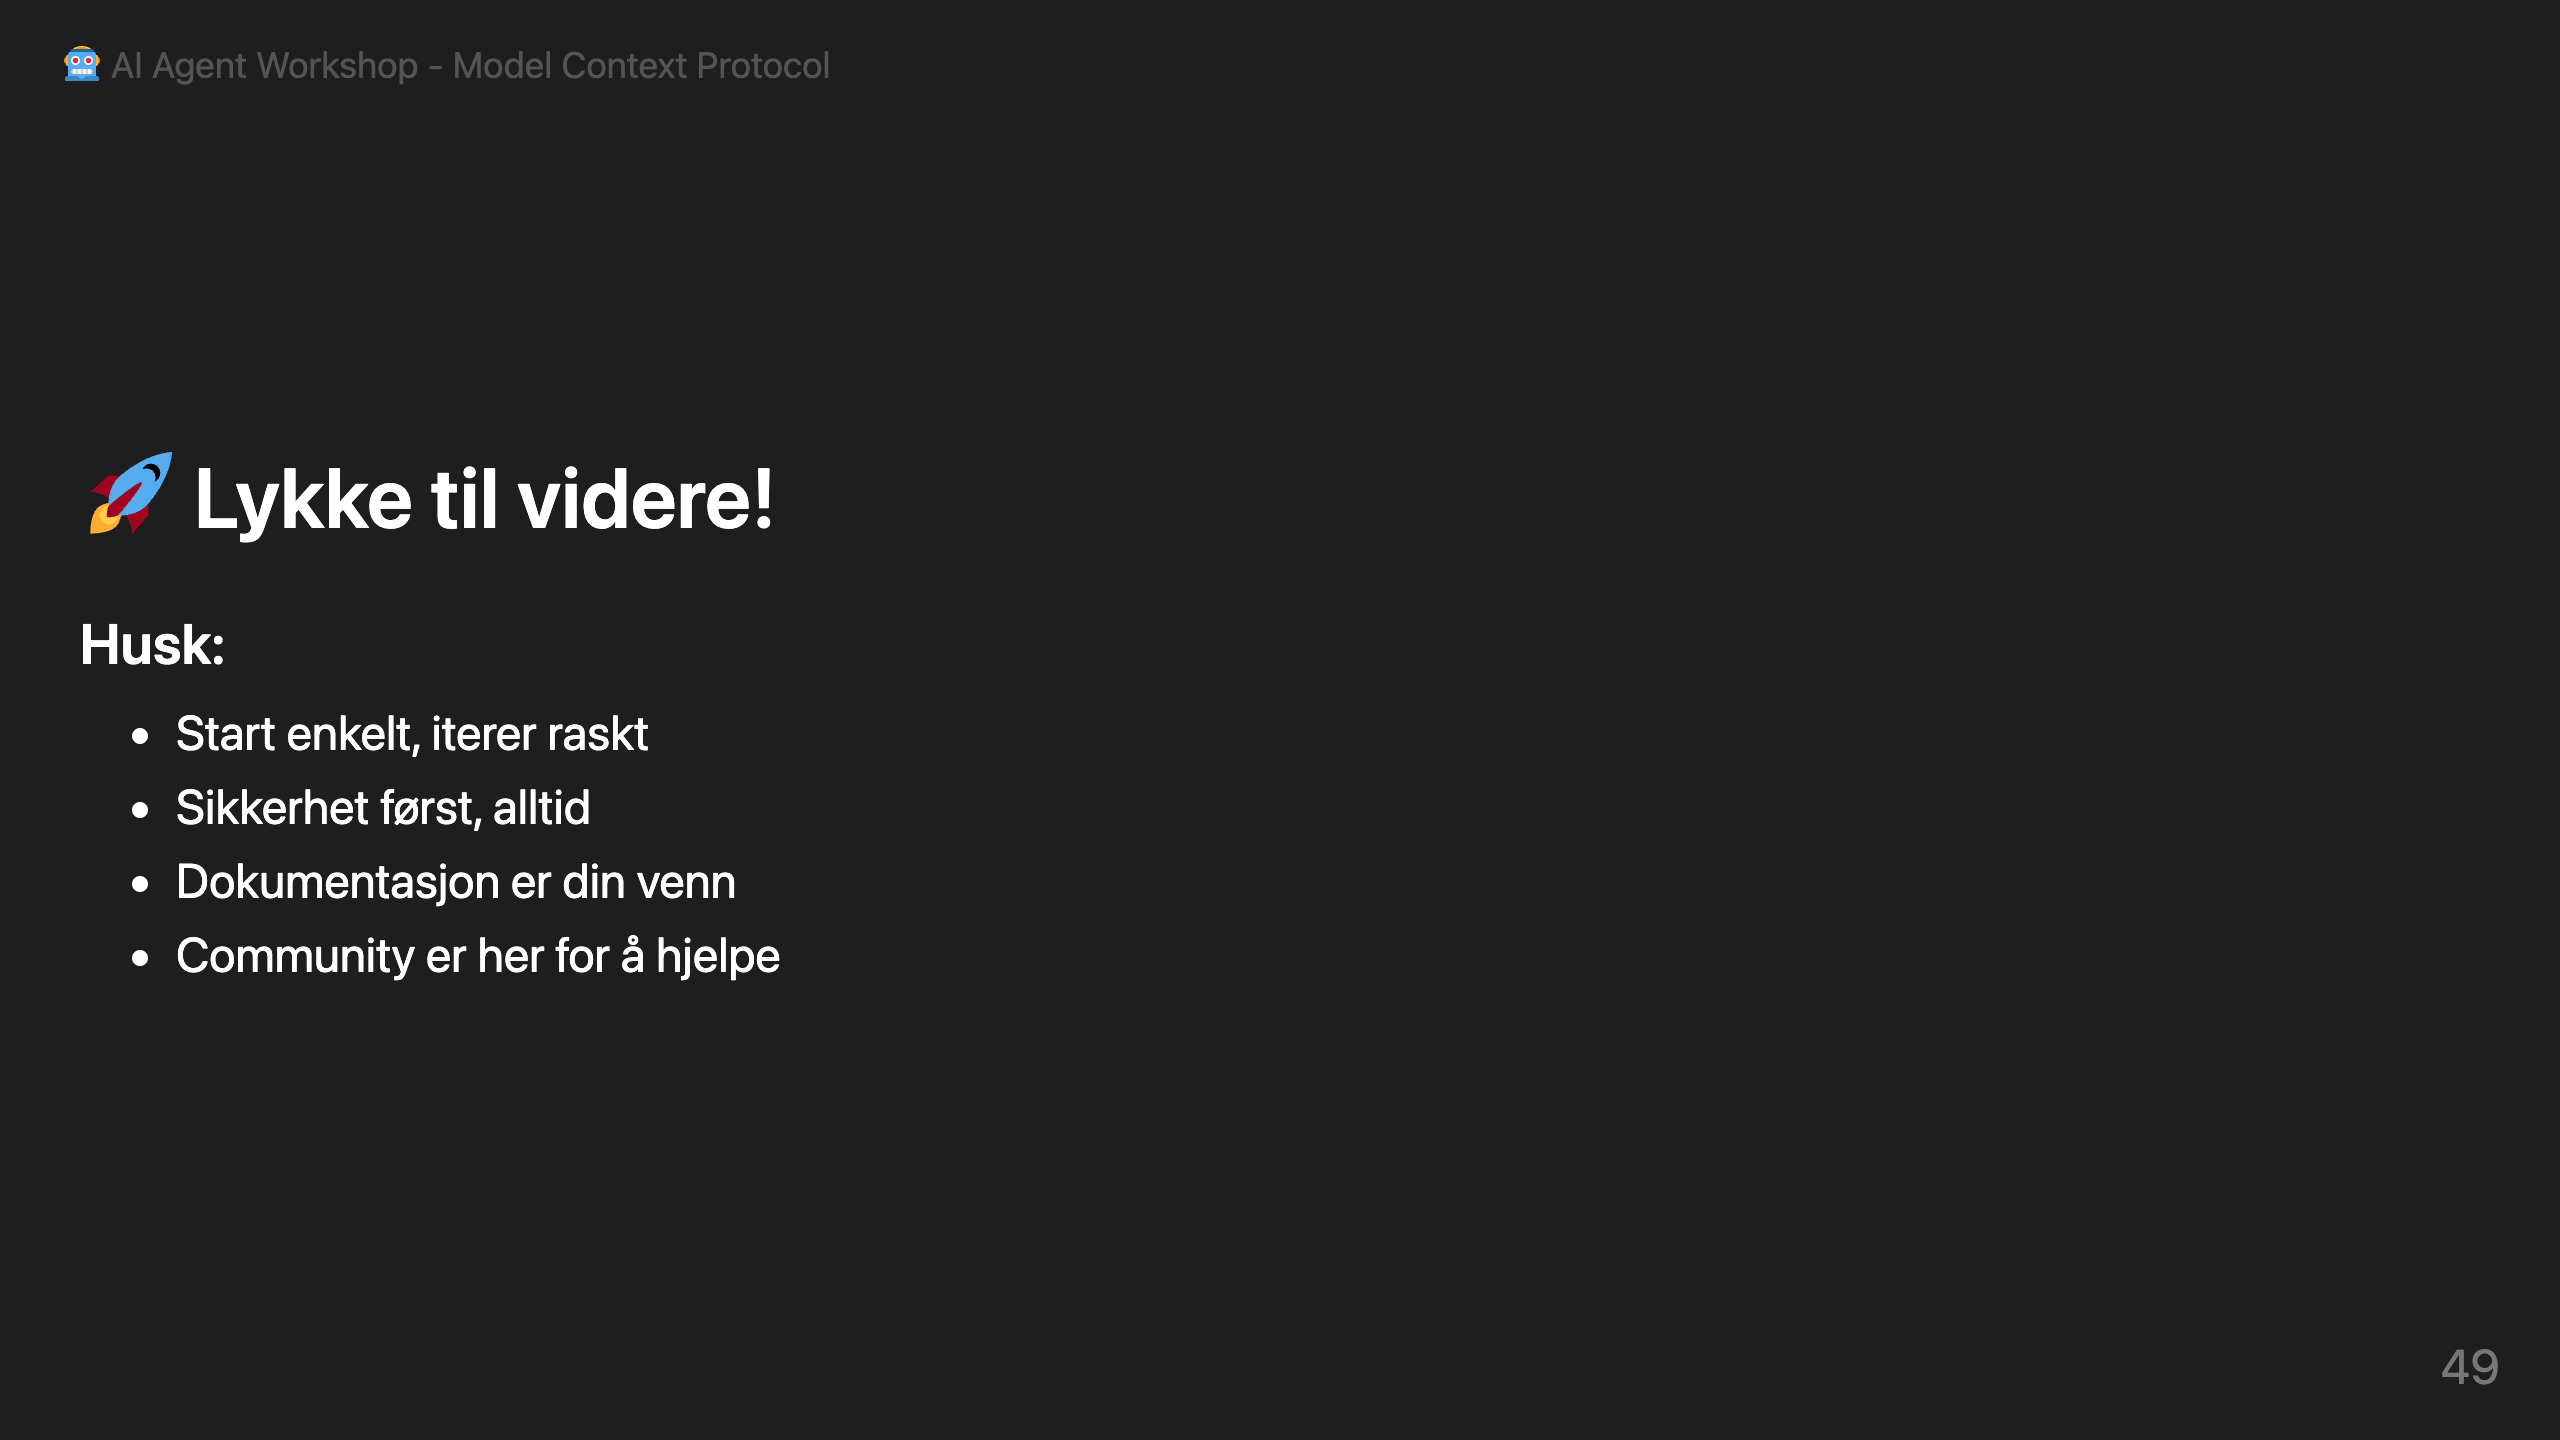 🤖 AI Agent Workshop - Model Context Protocol
🚀 Lykke til videre!
Husk:
• Start enkelt, iterer raskt
• Sikkerhet først, alltid
• Dokumentasjon er din venn
• Community er her for å hjelpe
49